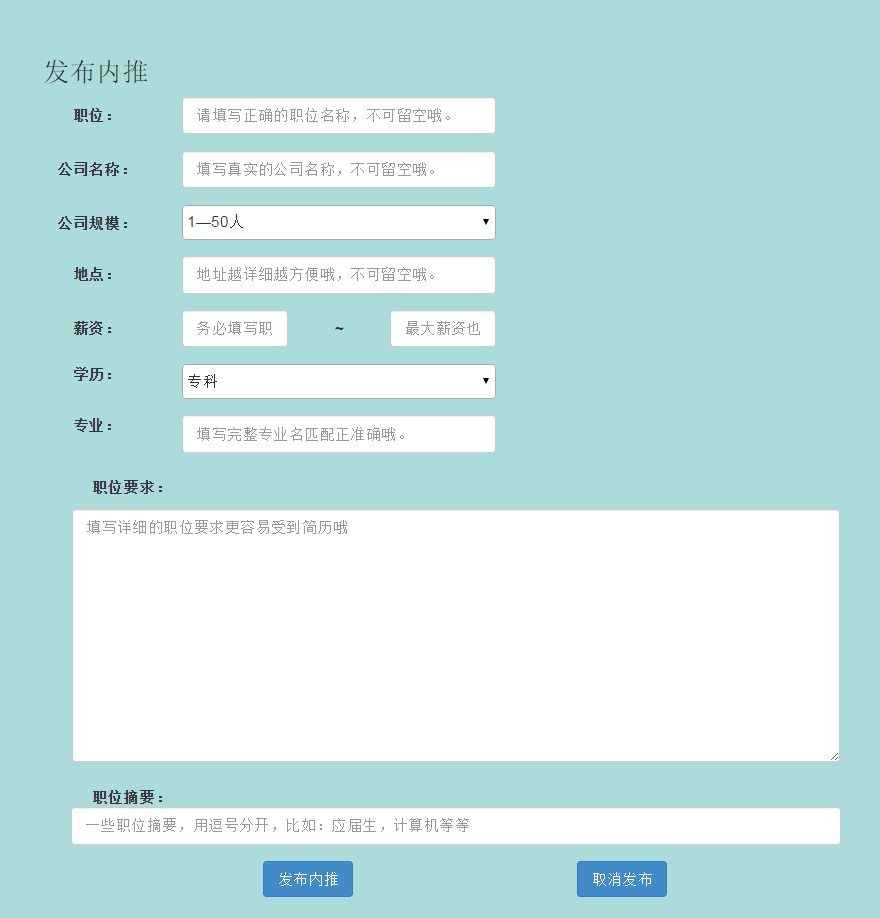 发布内推
职位： 请填写正确的职位名称，不可留空哦。
公司名称： 填写真实的公司名称，不可留空哦。
公司规模： 1—50人
地点： 地址越详细越方便哦，不可留空哦。
薪资： 务必填写职 ~ 最大薪资也
学历： 专科
专业： 填写完整专业名匹配正准确哦。
职位要求：
填写详细的职位要求更容易受到简历哦
职位摘要：
一些职位摘要，用逗号分开，比如：应届生，计算机等等
发布内推 取消发布